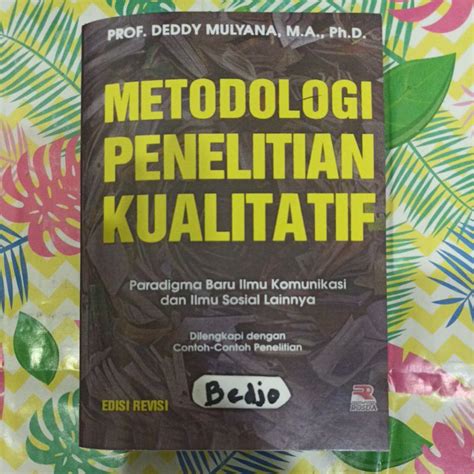 PROF. DEDDY MULYANA, M.A., Ph.D.
METODOLOGI
PENELITIAN
KUALITATIF
Paradigma Baru Ilmu Komunikasi
dan Ilmu Sosial Lainnya
Dilengkapi dengan
Contoh-Contoh Penelitian
EDISI REVISI
Bedjo
ROSDA